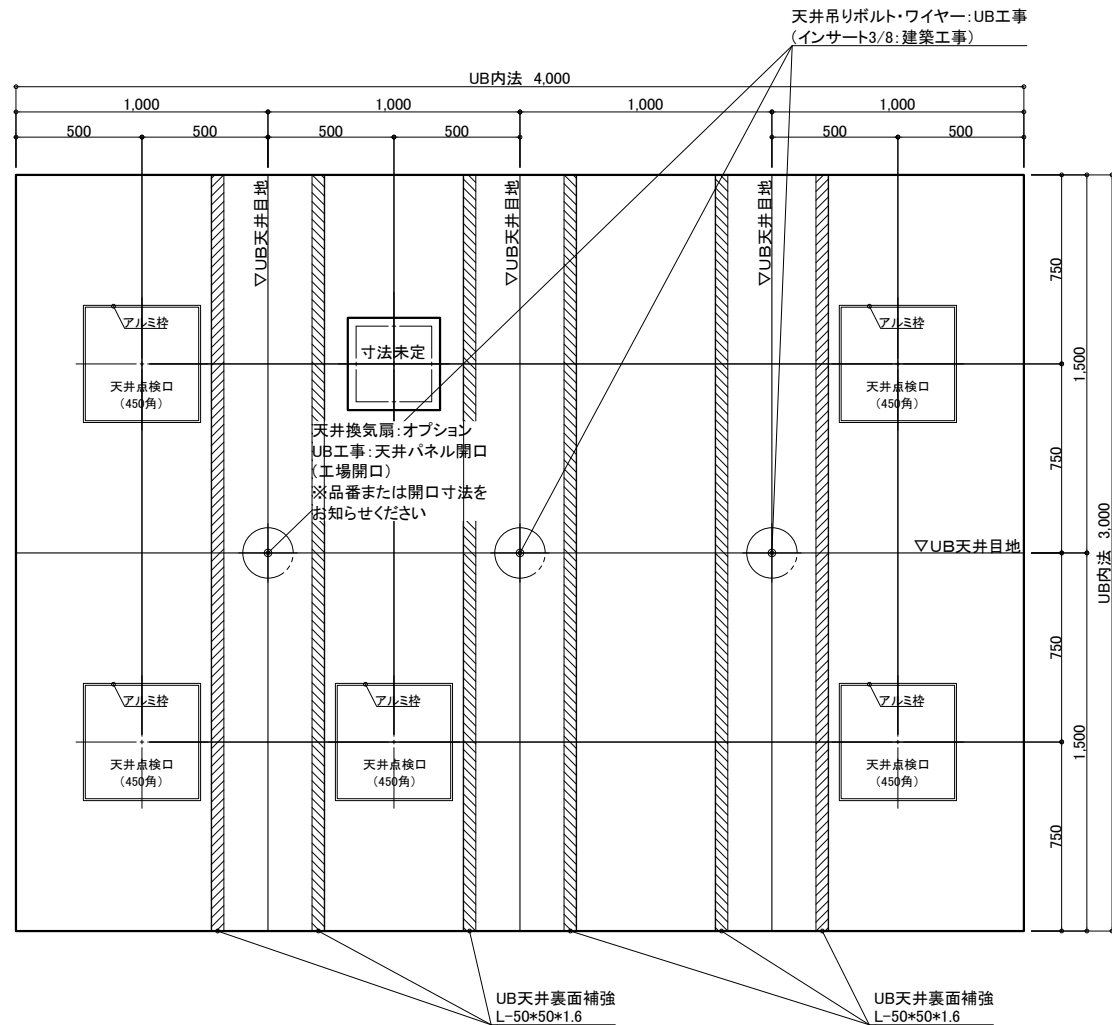 天井吊りボルト・ワイヤー：UB工事
（インサート3/8：建築工事）
UB内法 4,000
1,000 1,000 1,000 1,000
500 500 500 500 500 500
▽UB天井目地
▽UB天井目地
▽UB天井目地
アルミ枠
天井点検口
（450角）
寸法未定
天井換気扇：オプション
UB工事：天井パネル開口
（工場開口）
※品番または開口寸法を
お知らせください
アルミ枠
天井点検口
（450角）
▽UB天井目地
750
750
750
750
1,500
1,500
UB内法 3,000
アルミ枠
天井点検口
（450角）
アルミ枠
天井点検口
（450角）
アルミ枠
天井点検口
（450角）
UB天井裏面補強
L-50*50*1.6
UB天井裏面補強
L-50*50*1.6